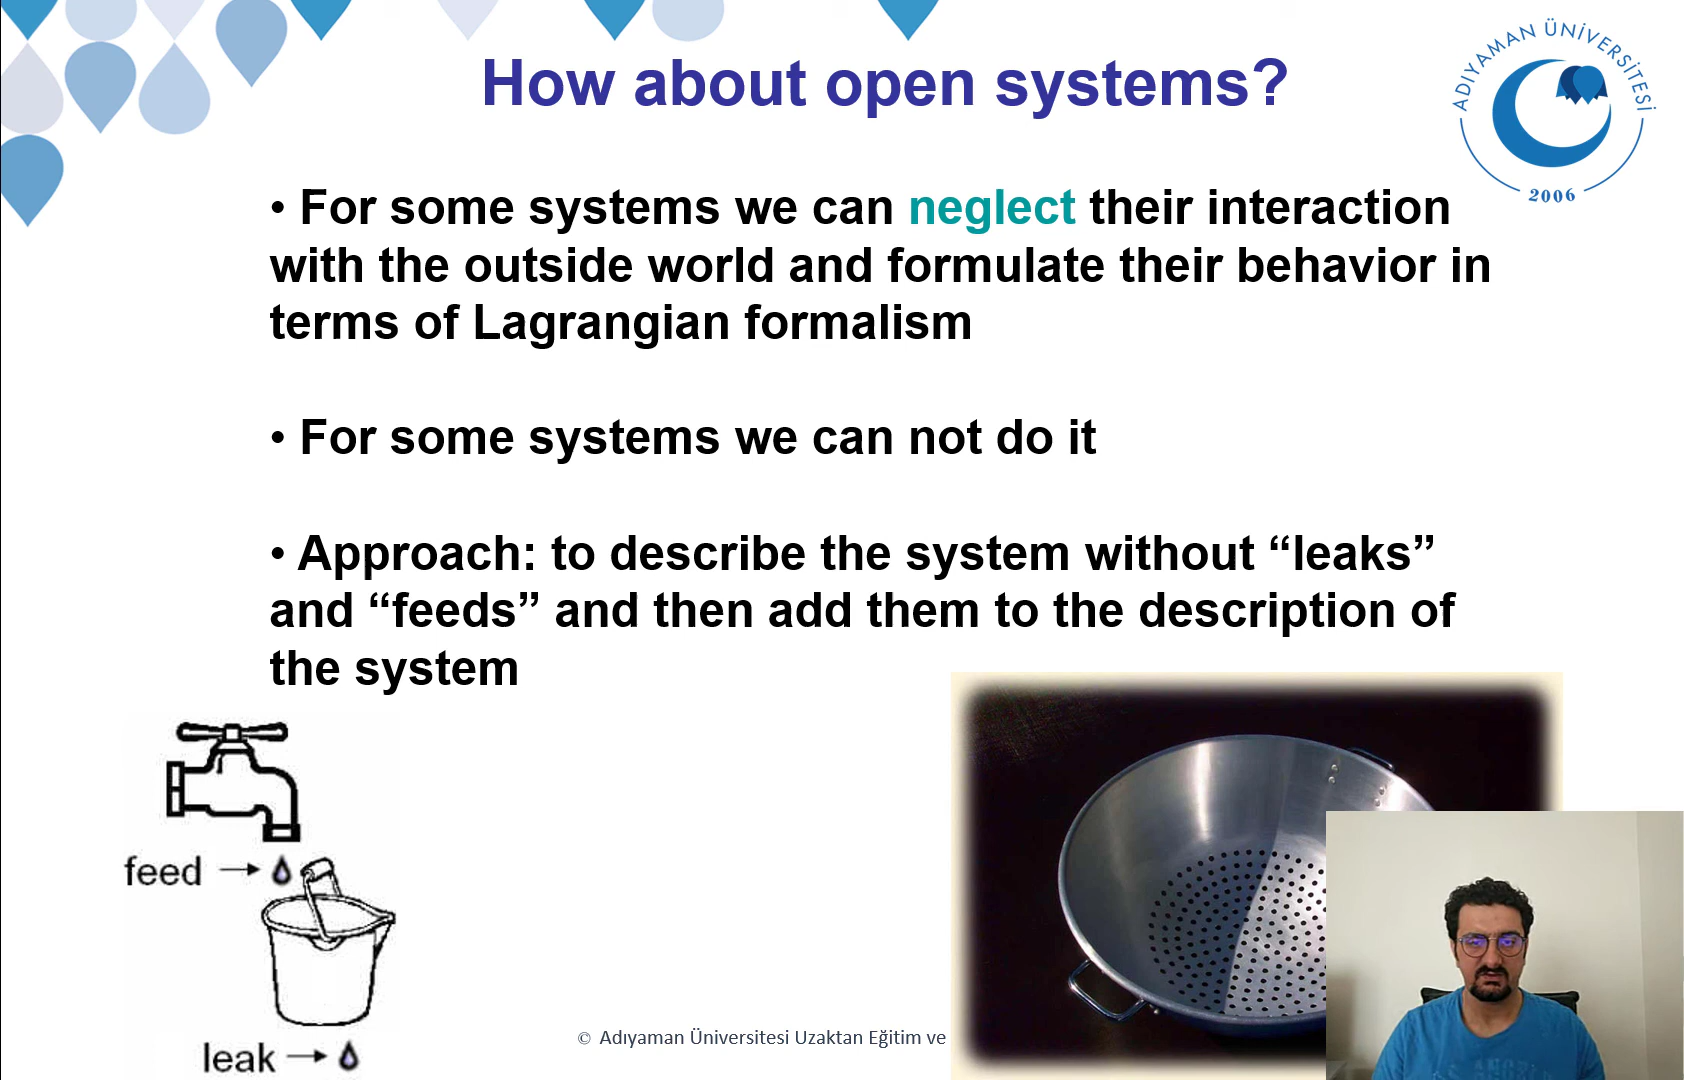 How about open systems?
ADIYAMAN ÜNİVERSİTESİ
2006
• For some systems we can neglect their interaction
with the outside world and formulate their behavior in
terms of Lagrangian formalism
• For some systems we can not do it
• Approach: to describe the system without “leaks”
and “feeds” and then add them to the description of
the system
feed
leak
© Adıyaman Üniversitesi Uzaktan Eğitim ve